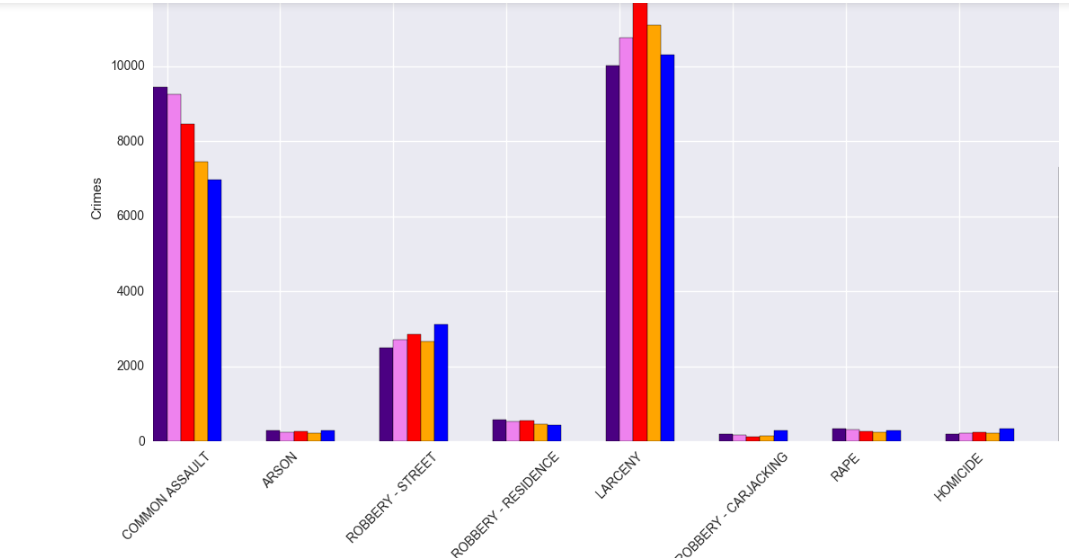 10000
8000
6000
4000
2000
0
Crimes
COMMON ASSAULT
ARSON
ROBBERY - STREET
ROBBERY - RESIDENCE
LARCENY
ROBBERY - CARJACKING
RAPE
HOMICIDE